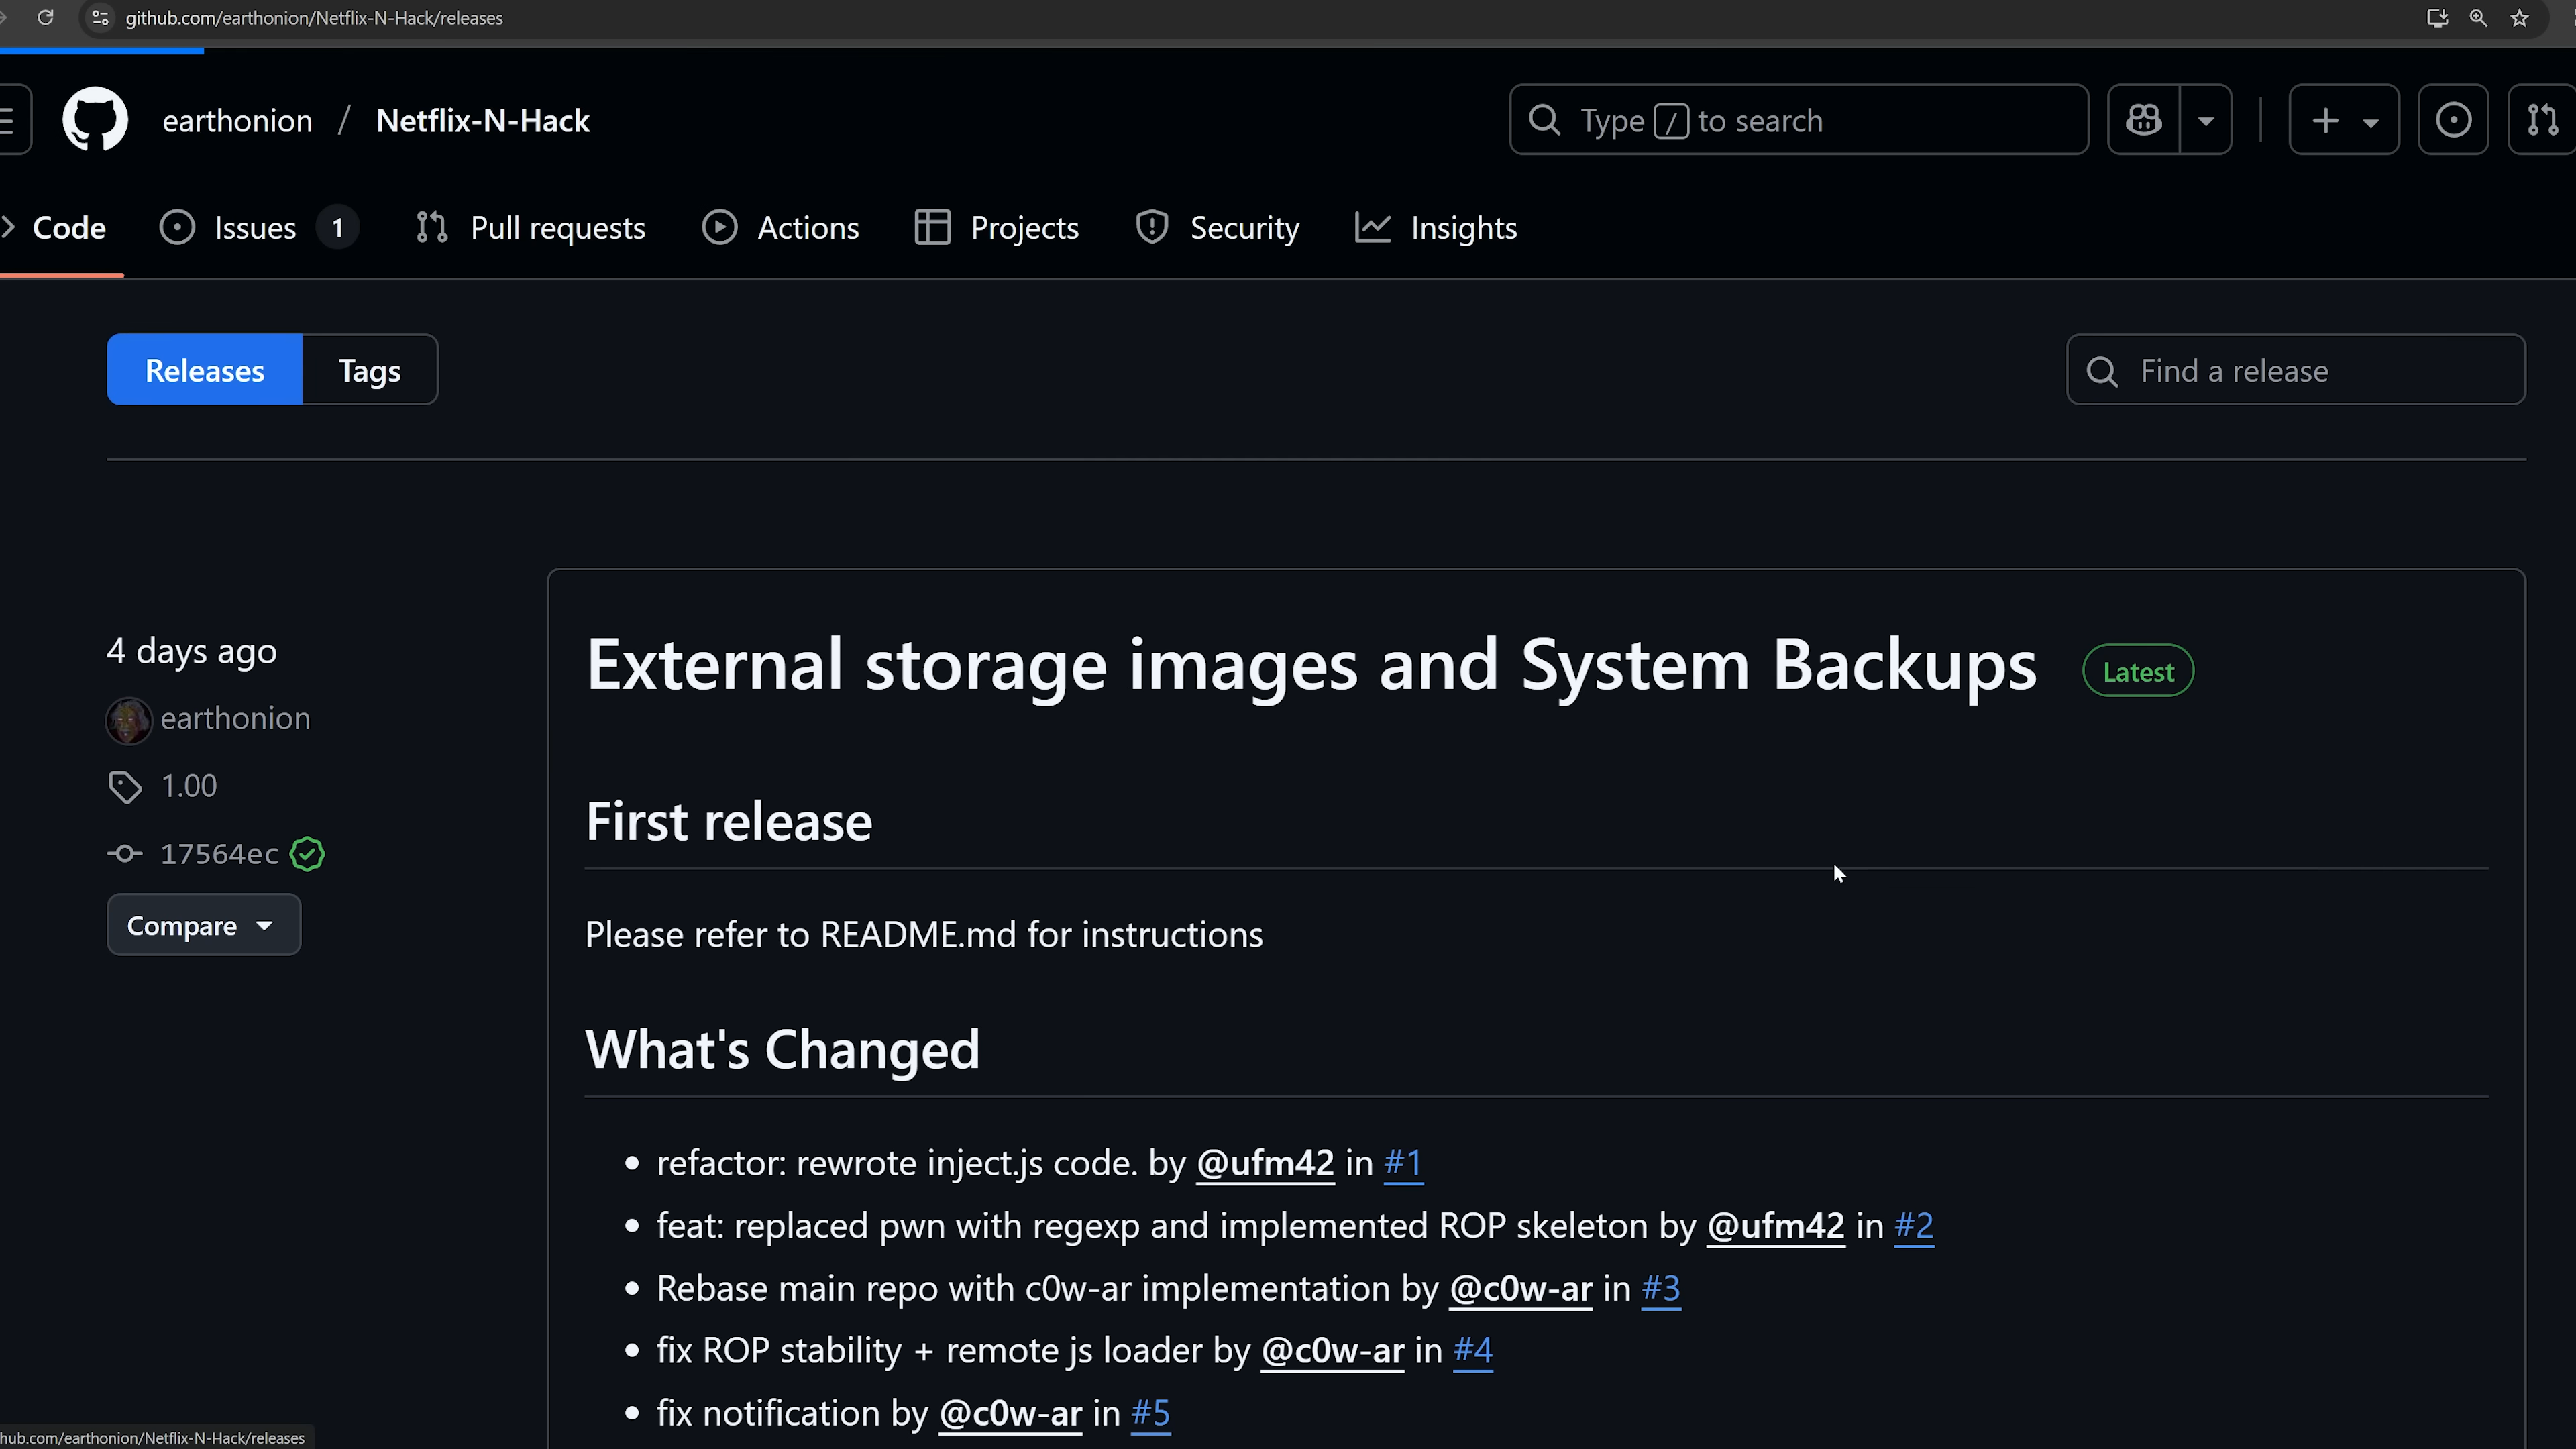 github.com/earthonion/Netflix-N-Hack/releases
earthonion / Netflix-N-Hack
Type / to search
Code
Issues 1
Pull requests
Actions
Projects
Security
Insights
Releases
Tags
Find a release
4 days ago
earthonion
1.00
17564ec
Compare
External storage images and System Backups Latest
First release
Please refer to README.md for instructions
What's Changed
• refactor: rewrote inject.js code. by @ufm42 in #1
• feat: replaced pwn with regexp and implemented ROP skeleton by @ufm42 in #2
• Rebase main repo with c0w-ar implementation by @c0w-ar in #3
• fix ROP stability + remote js loader by @c0w-ar in #4
• fix notification by @c0w-ar in #5
hub.com/earthonion/Netflix-N-Hack/releases